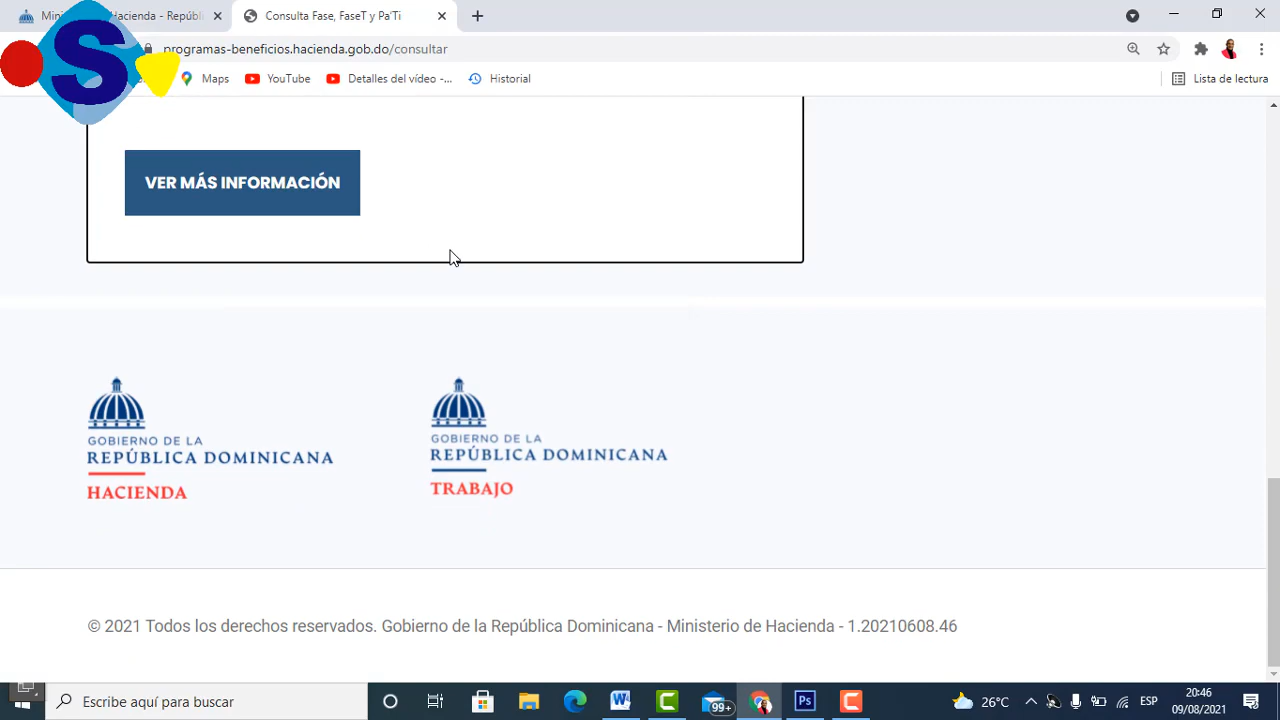 Mini
Hacienda - Repúbli
Consulta Fase, FaseT y Pa'Ti
programas-beneficios.hacienda.gob.do/consultar
S
Maps
YouTube
Detalles del vídeo -...
Historial
Lista de lectura
VER MÁS INFORMACIÓN
GOBIERNO DE LA
REPÚBLICA DOMINICANA
HACIENDA
GOBIERNO DE LA
REPÚBLICA DOMINICANA
TRABAJO
© 2021 Todos los derechos reservados. Gobierno de la República Dominicana - Ministerio de Hacienda - 1.20210608.46
Escribe aquí para buscar
W
C
99+
Ps
C
26°C
ESP
20:46
09/08/2021